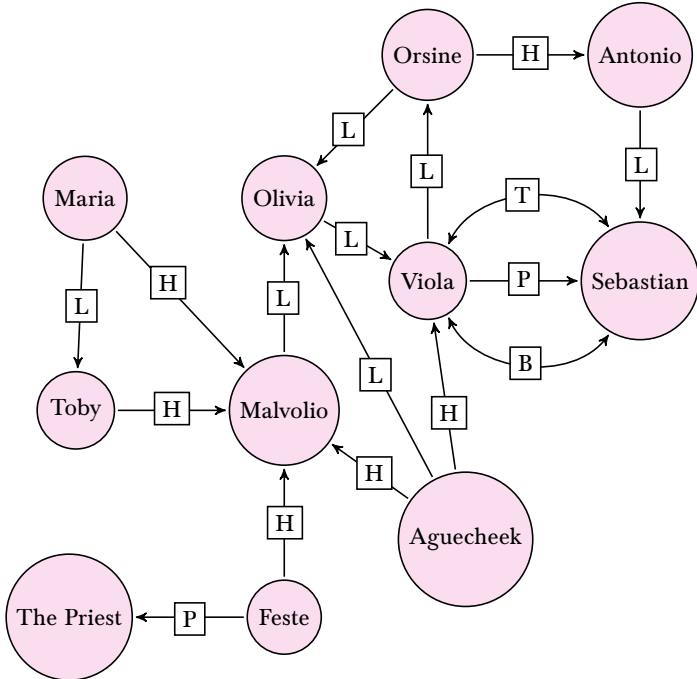 Orsine
H
Antonio
L
L
L
Maria
Olivia
T
L
Viola
P
Sebastian
H
L
L
B
L
Toby
H
Malvolio
H
H
H
Aguecheek
The Priest
P
Feste